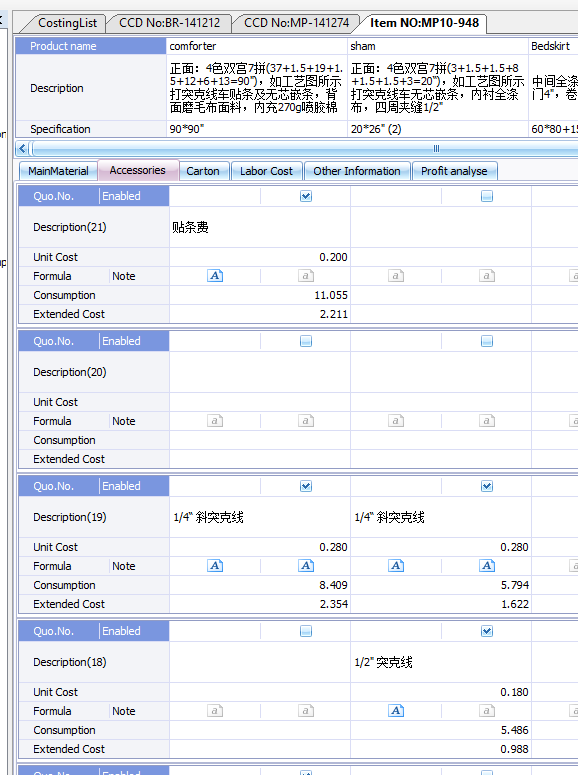 CostingList CCD No:BR-141212 CCD No:MP-141274 Item NO:MP10-948
Product name comforter sham Bedskirt
Description 正面：4色双宫7拼(37+1.5+19+1.5+12+6+13=90")，如工艺图所示打突克线车贴条及无芯嵌条，背面磨毛布面料，内充270g喷胶棉 正面：4色双宫7拼(3+1.5+1.5+8+1.5+1.5+3=20")，如工艺图所示打突克线车无芯嵌条，内衬全涤布，四周夹缝1/2" 中间全涤
门4"，卷
Specification 90*90" 20*26" (2) 60*80+15
MainMaterial Accessories Carton Labor Cost Other Information Profit analyse
Quo.No. Enabled
Description(21) 贴条费
Unit Cost 0.200
Formula Note A a a a a
Consumption 11.055
Extended Cost 2.211
Quo.No. Enabled
Description(20)
Unit Cost
Formula Note a a a a a
Consumption
Extended Cost
Quo.No. Enabled
Description(19) 1/4“ 斜突克线 1/4“ 斜突克线
Unit Cost 0.280 0.280
Formula Note A A A A a
Consumption 8.409 5.794
Extended Cost 2.354 1.622
Quo.No. Enabled
Description(18) 1/2" 突克线
Unit Cost 0.180
Formula Note a a A a a
Consumption 5.486
Extended Cost 0.988
Quo.No. Enabled